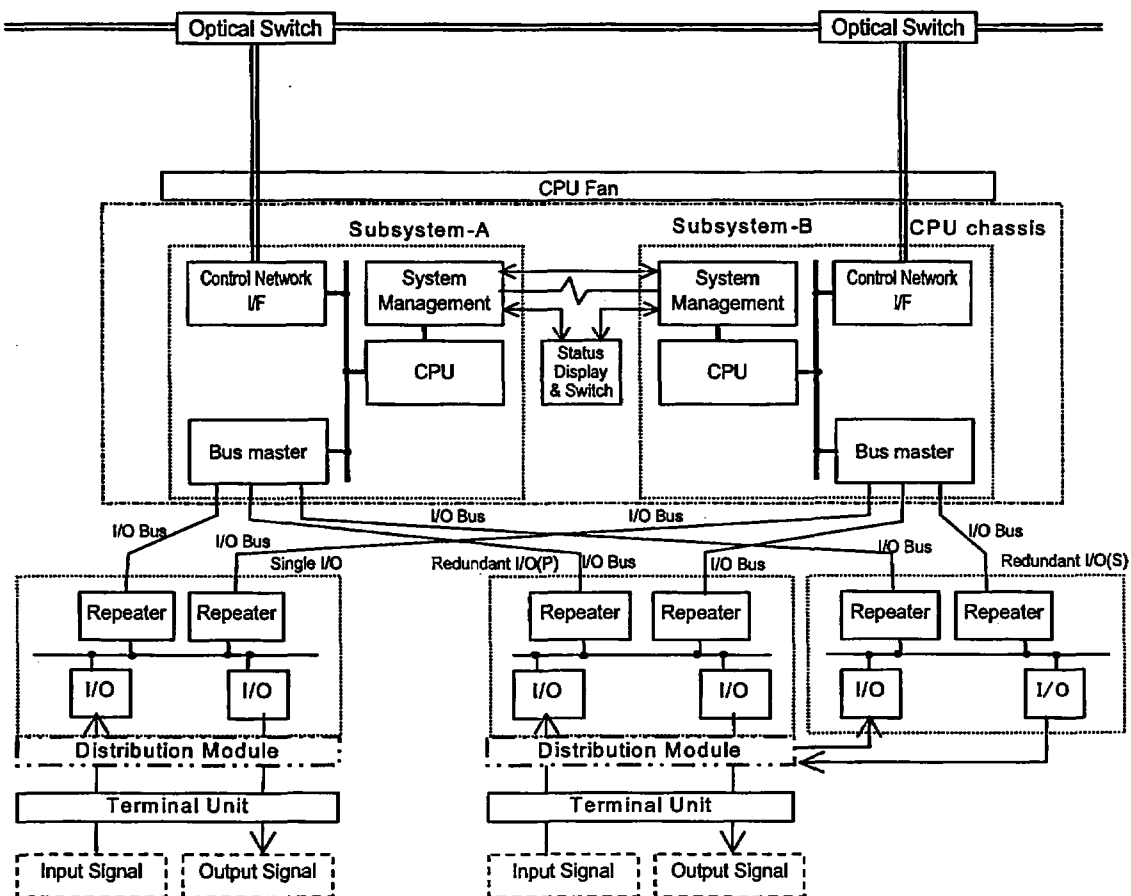 Optical Switch
Optical Switch
CPU Fan
Subsystem-A
Subsystem-B
CPU chassis
Control Network
I/F
System
Management
System
Management
Control Network
I/F
CPU
Status
Display
& Switch
CPU
Bus master
Bus master
I/O Bus
I/O Bus
I/O Bus
I/O Bus
I/O Bus
Single I/O
Redundant I/O(P)
I/O Bus
I/O Bus
Redundant I/O(S)
I/O Bus
Repeater
Repeater
Repeater
Repeater
Repeater
Repeater
I/O
I/O
I/O
I/O
I/O
I/O
Distribution Module
Distribution Module
Terminal Unit
Terminal Unit
Input Signal
Output Signal
Input Signal
Output Signal